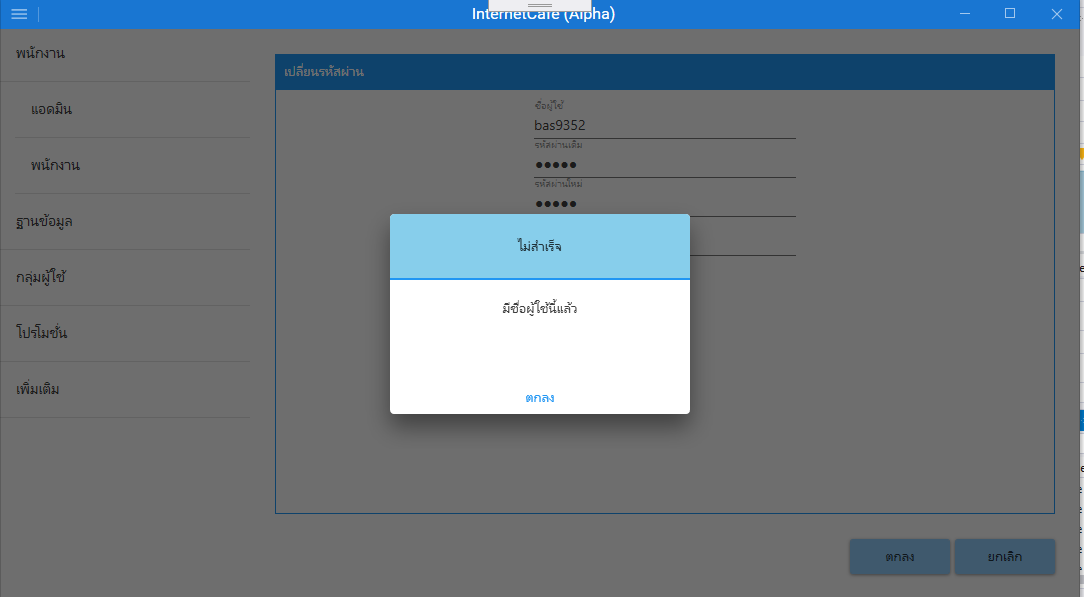 InternetCafe (Alpha)
พนักงาน
แอดมิน
พนักงาน
ฐานข้อมูล
กลุ่มผู้ใช้
โปรโมชั่น
เพิ่มเติม
เปลี่ยนรหัสผ่าน
ชื่อผู้ใช้
bas9352
รหัสผ่านเดิม
●●●●●
รหัสผ่านใหม่
●●●●●
ไม่สำเร็จ
มีชื่อผู้ใช้นี้แล้ว
ตกลง
ตกลง
ยกเลิก